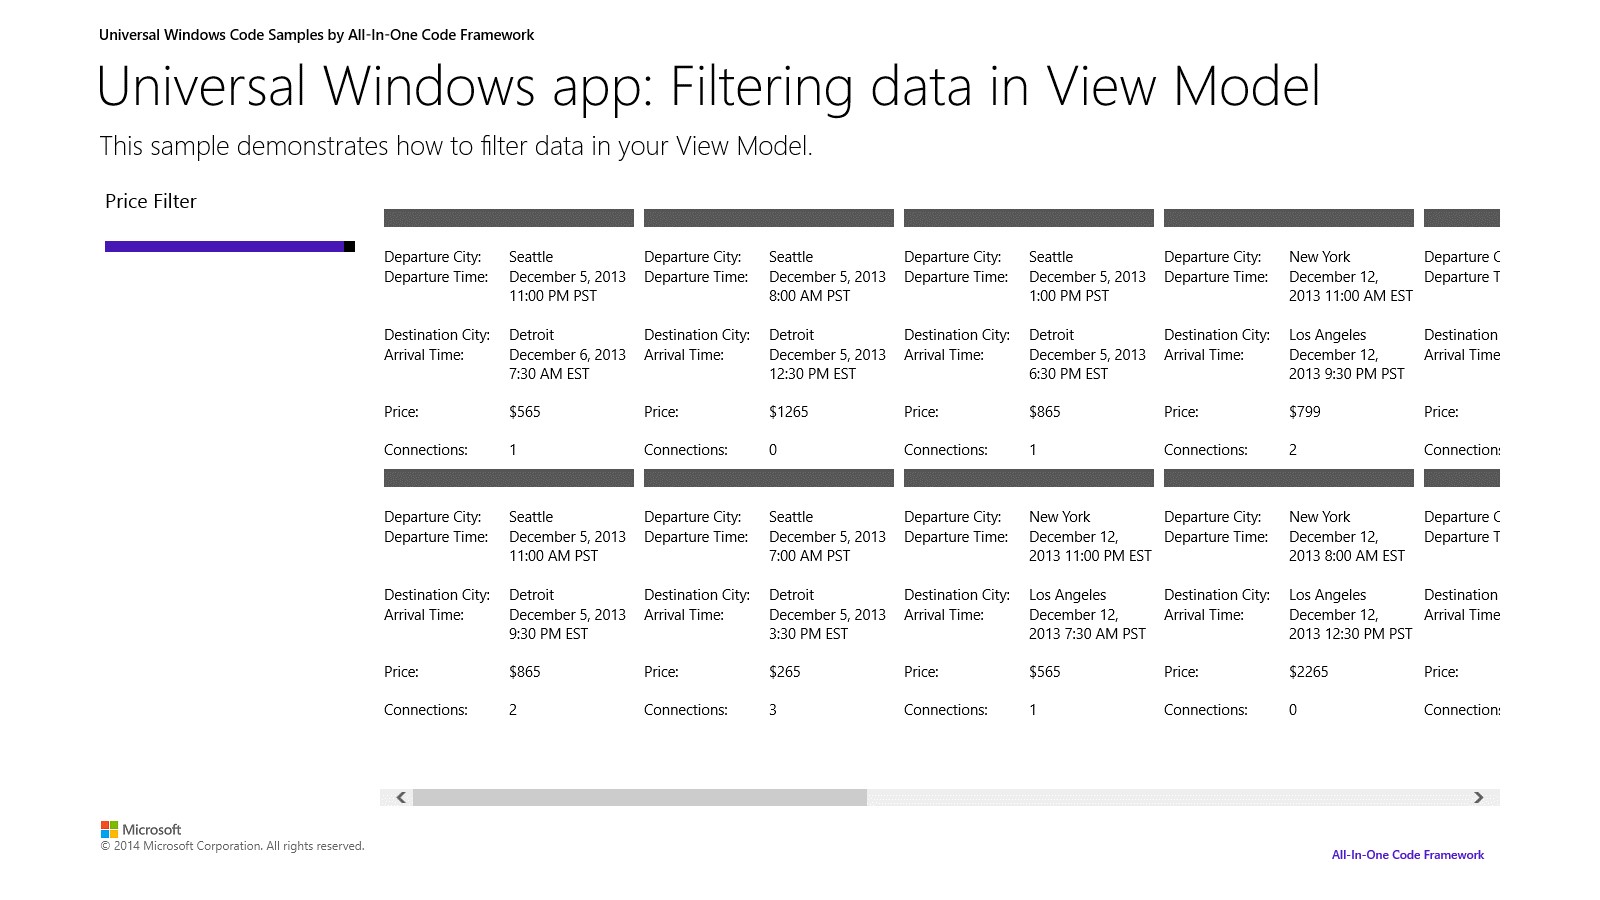 Universal Windows Code Samples by All-In-One Code Framework
Universal Windows app: Filtering data in View Model
This sample demonstrates how to filter data in your View Model.
Price Filter
Departure City: Seattle
Departure Time: December 5, 2013
11:00 PM PST
Destination City: Detroit
Arrival Time: December 6, 2013
7:30 AM EST
Price: $565
Connections: 1
Departure City: Seattle
Departure Time: December 5, 2013
11:00 AM PST
Destination City: Detroit
Arrival Time: December 5, 2013
9:30 PM EST
Price: $865
Connections: 2
Departure City: Seattle
Departure Time: December 5, 2013
8:00 AM PST
Destination City: Detroit
Arrival Time: December 5, 2013
12:30 PM EST
Price: $1265
Connections: 0
Departure City: Seattle
Departure Time: December 5, 2013
7:00 AM PST
Destination City: Detroit
Arrival Time: December 5, 2013
3:30 PM EST
Price: $265
Connections: 3
Departure City: Seattle
Departure Time: December 5, 2013
1:00 PM PST
Destination City: Detroit
Arrival Time: December 5, 2013
6:30 PM EST
Price: $865
Connections: 1
Departure City: New York
Departure Time: December 12,
2013 11:00 PM EST
Destination City: Los Angeles
Arrival Time: December 12,
2013 7:30 AM PST
Price: $565
Connections: 1
Departure City: New York
Departure Time: December 12,
2013 11:00 AM EST
Destination City: Los Angeles
Arrival Time: December 12,
2013 9:30 PM PST
Price: $799
Connections: 2
Departure City: New York
Departure Time: December 12,
2013 8:00 AM EST
Destination City: Los Angeles
Arrival Time: December 12,
2013 12:30 PM PST
Price: $2265
Connections: 0
Departure C
Departure T
Destination
Arrival Time
Price:
Connections
Departure C
Departure T
Destination
Arrival Time
Price:
Connections
Microsoft
© 2014 Microsoft Corporation. All rights reserved.
All-In-One Code Framework